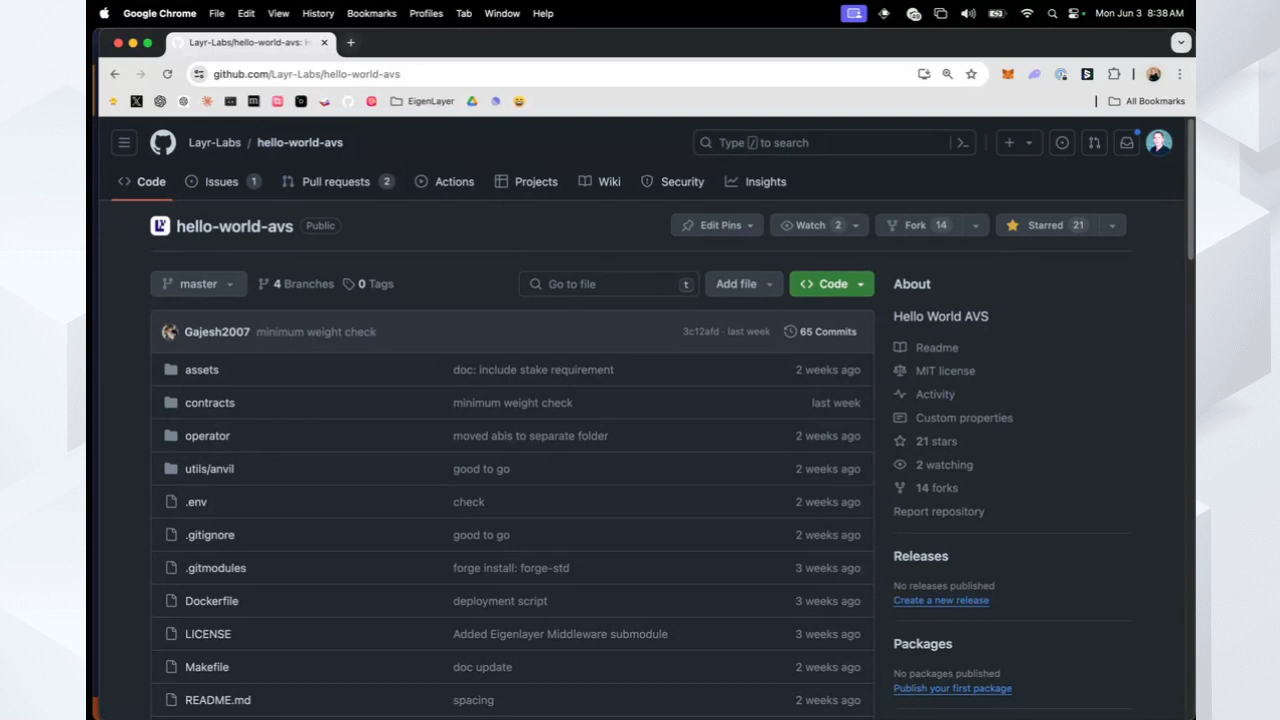 Google Chrome File Edit View History Bookmarks Profiles Tab Window Help Mon Jun 3 8:38 AM
Layr-Labs/hello-world-avs: H
github.com/Layr-Labs/hello-world-avs
EigenLayer All Bookmarks
Layr-Labs / hello-world-avs Type / to search
Code Issues 1 Pull requests 2 Actions Projects Wiki Security Insights
hello-world-avs Public Edit Pins Watch 2 Fork 14 Starred 21
master 4 Branches 0 Tags Go to file t Add file Code
About
Hello World AVS
Gajesh2007 minimum weight check 3c12afd · last week 65 Commits
Readme
assets doc: include stake requirement 2 weeks ago
MIT license
Activity
contracts minimum weight check last week
Custom properties
operator moved abis to separate folder 2 weeks ago
21 stars
utils/anvil good to go 2 weeks ago
2 watching
14 forks
.env check 2 weeks ago
Report repository
.gitignore good to go 2 weeks ago
Releases
.gitmodules forge install: forge-std 3 weeks ago
No releases published
Dockerfile deployment script 3 weeks ago
Create a new release
LICENSE Added Eigenlayer Middleware submodule 3 weeks ago
Packages
Makefile doc update 2 weeks ago
No packages published
Publish your first package
README.md spacing 2 weeks ago